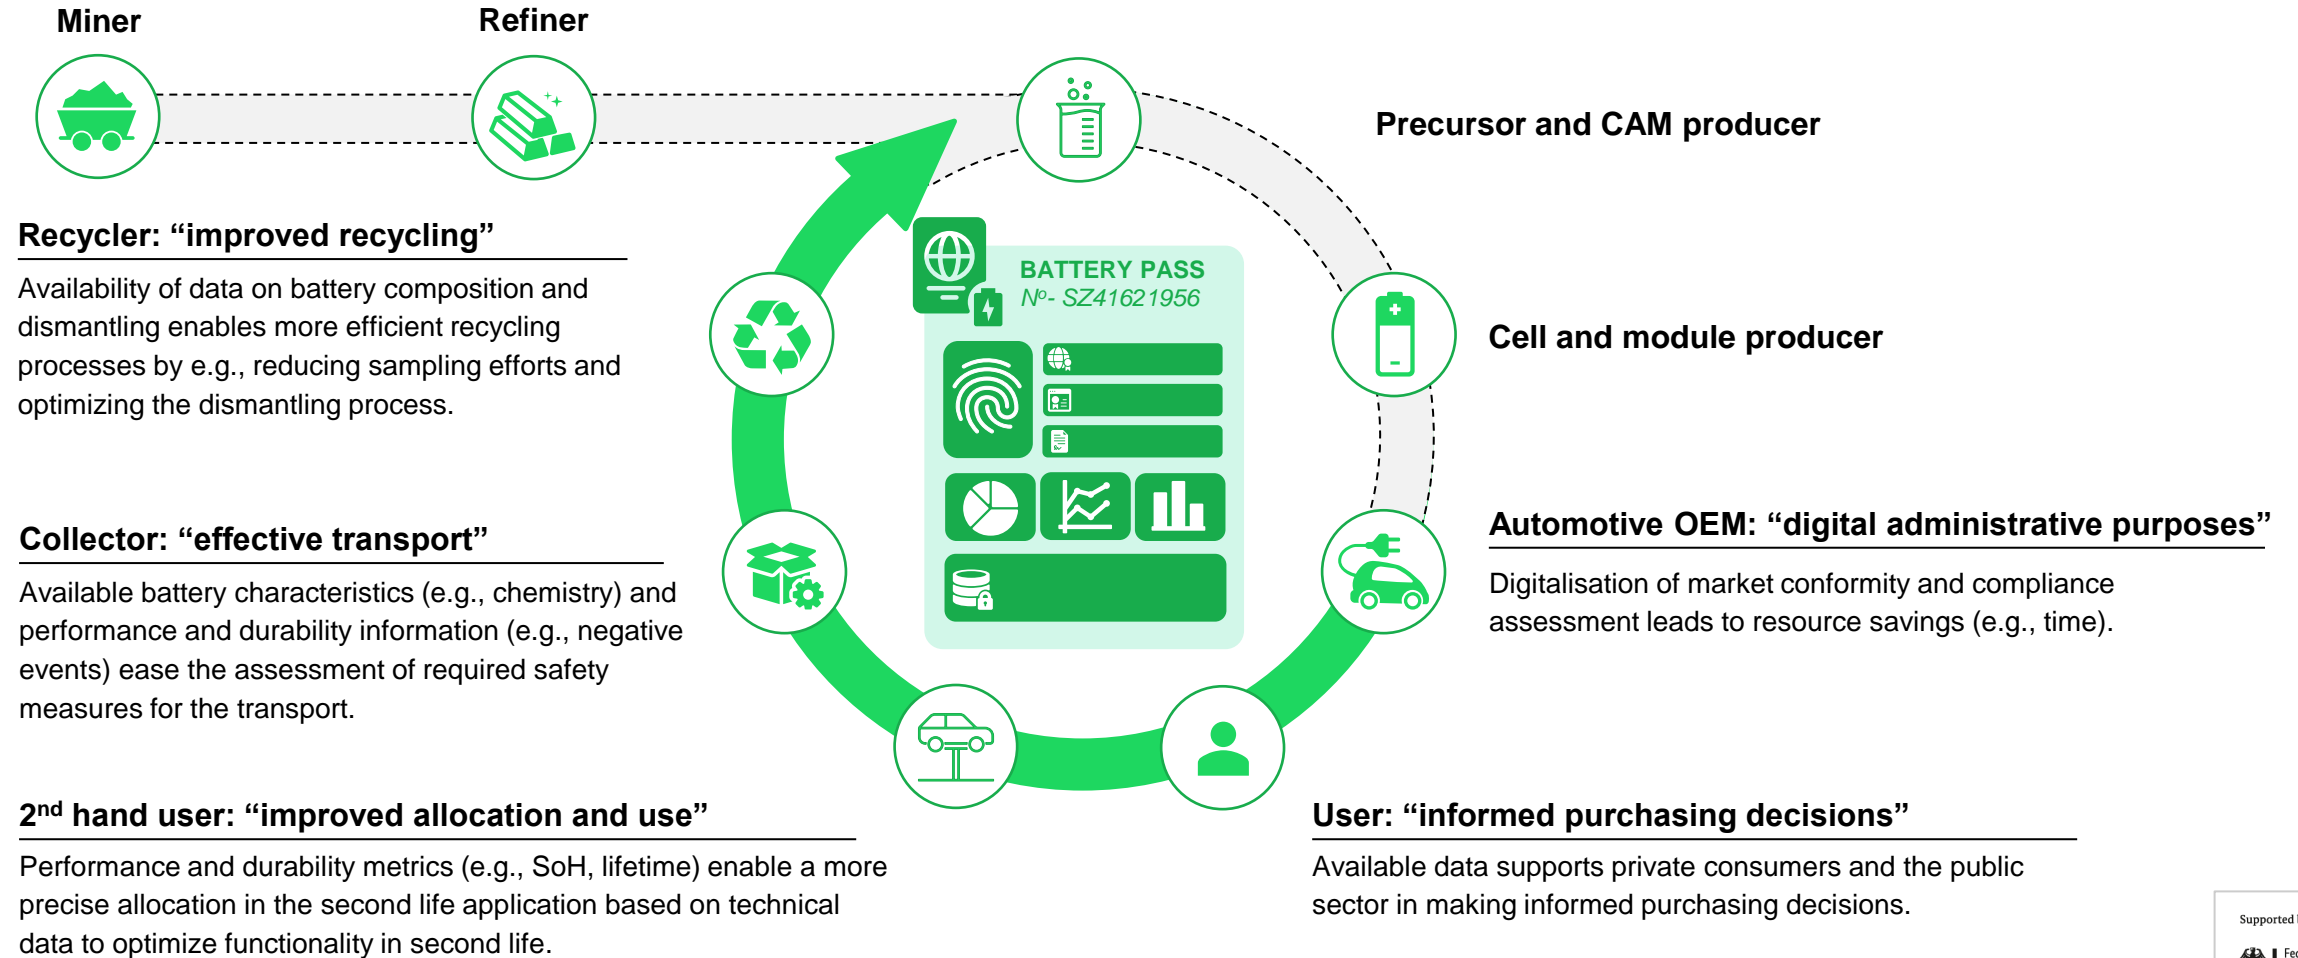 Miner
Refiner
Precursor and CAM producer
Recycler: “improved recycling”
Availability of data on battery composition and
dismantling enables more efficient recycling
processes by e.g., reducing sampling efforts and
optimizing the dismantling process.
BATTERY PASS
Nº- SZ41621956
Cell and module producer
Collector: “effective transport”
Available battery characteristics (e.g., chemistry) and
performance and durability information (e.g., negative
events) ease the assessment of required safety
measures for the transport.
Automotive OEM: “digital administrative purposes”
Digitalisation of market conformity and compliance
assessment leads to resource savings (e.g., time).
2nd hand user: “improved allocation and use”
Performance and durability metrics (e.g., SoH, lifetime) enable a more
precise allocation in the second life application based on technical
data to optimize functionality in second life.
User: “informed purchasing decisions”
Available data supports private consumers and the public
sector in making informed purchasing decisions.
Supported